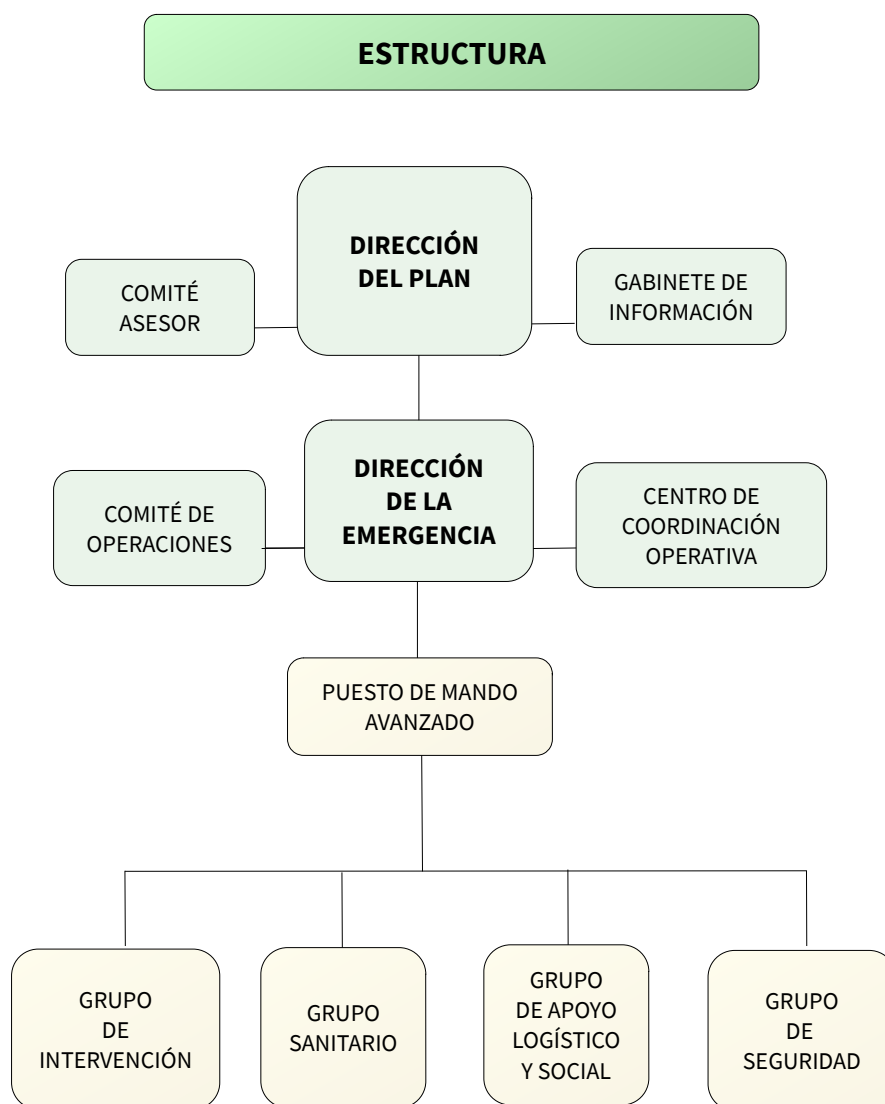 ESTRUCTURA
DIRECCIÓN
DEL PLAN
COMITÉ
ASESOR
GABINETE DE
INFORMACIÓN
DIRECCIÓN
DE LA
EMERGENCIA
COMITÉ DE
OPERACIONES
CENTRO DE
COORDINACIÓN
OPERATIVA
PUESTO DE MANDO
AVANZADO
GRUPO
DE
INTERVENCIÓN
GRUPO
SANITARIO
GRUPO
DE APOYO
LOGÍSTICO
Y SOCIAL
GRUPO
DE
SEGURIDAD